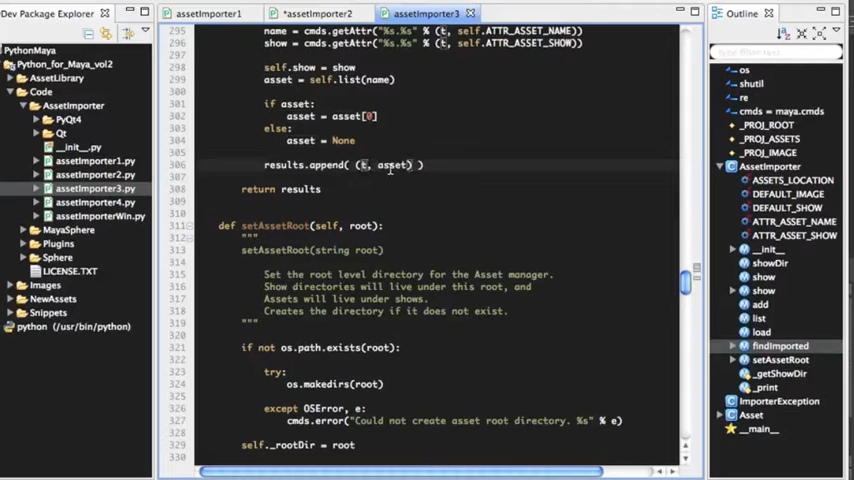 Dev Package Explorer
PythonMaya
Python_for_Maya_vol2
AssetLibrary
Code
AssetImporter
PyQt4
Qt
__init__.py
assetImporter1.py
assetImporter2.py
assetImporter3.py
assetImporter4.py
assetImporterWin.py
MayaSphere
Plugins
Sphere
LICENSE.TXT
Images
NewAssets
Snippets
python (/usr/bin/python)
assetImporter1
*assetImporter2
assetImporter3
295 name = cmds.getAttr("%s.%s" % (t, self.ATTR_ASSET_NAME))
296 show = cmds.getAttr("%s.%s" % (t, self.ATTR_ASSET_SHOW))
297
298 self.show = show
299 asset = self.list(name)
300
301 if asset:
302 asset = asset[0]
303 else:
304 asset = None
305
306 results.append( (t, asset) )
307
308 return results
309
310
311 def setAssetRoot(self, root):
312 """
313 setAssetRoot(string root)
314
315 Set the root level directory for the Asset manager.
316 Show directories will live under this root, and
317 Assets will live under shows.
318 Creates the directory if it does not exist.
319 """
320
321 if not os.path.exists(root):
322
323 try:
324 os.makedirs(root)
325
326 except OSError, e:
327 cmds.error("Could not create asset root directory. %s" % e)
328
329 self._rootDir = root
330
Outline
os
shutil
re
cmds = maya.cmds
_PROJ_ROOT
_PROJ_ASSETS
_PROJ_IMAGE
AssetImporter
ASSETS_LOCATION
DEFAULT_IMAGE
DEFAULT_SHOW
ATTR_ASSET_NAME
ATTR_ASSET_SHOW
__init__
showDir
show
show
add
list
load
findImported
setAssetRoot
_getShowDir
_print
ImporterException
Asset
__main__